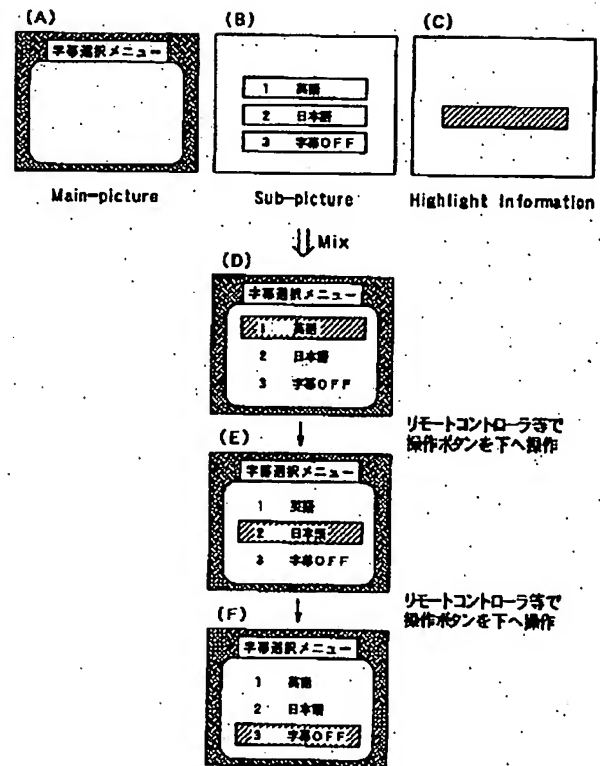 (A)
字幕選択メニュー
Main-picture
(B)
1 英語
2 日本語
3 字幕OFF
Sub-picture
(C)
Highlight Information
Mix
(D)
字幕選択メニュー
1 英語
2 日本語
3 字幕OFF
リモートコントローラ等で
操作ボタンを下へ操作
(E)
字幕選択メニュー
1 英語
2 日本語
3 字幕OFF
リモートコントローラ等で
操作ボタンを下へ操作
(F)
字幕選択メニュー
1 英語
2 日本語
3 字幕OFF